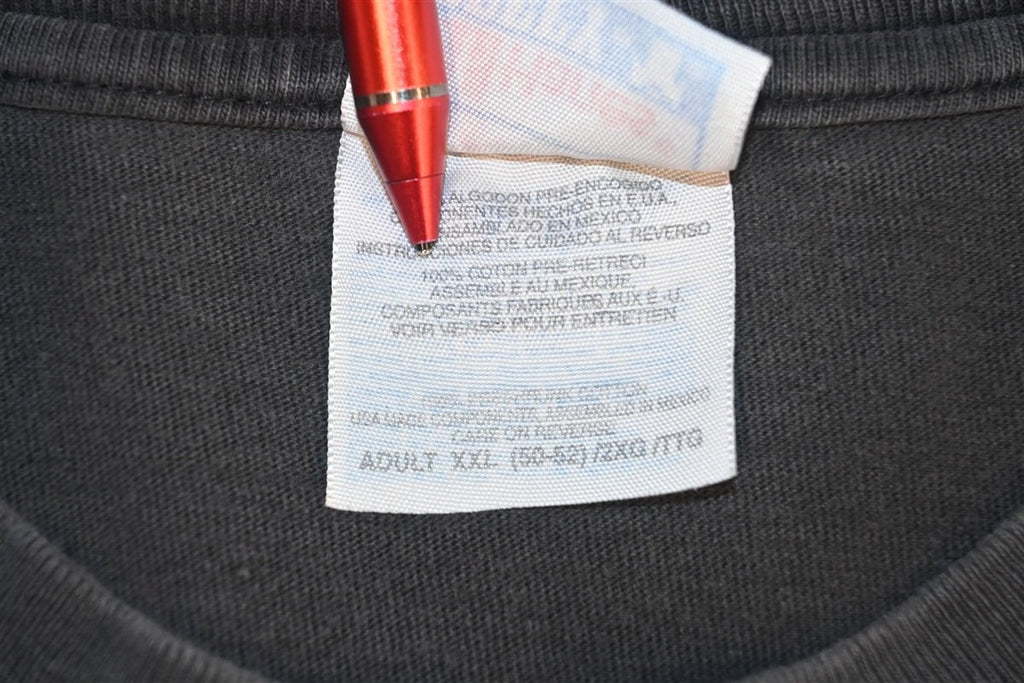 ALGODON PRE-ENCOGIDO,
NENTES HECHOS EN E.U.A.,
ENSAMBLADO EN MEXICO
INSTRUCCIONES DE CUIDADO AL REVERSO
100% COTON PRE-RETRECI
ASSEMBLE AU MEXIQUE,
COMPOSANTS FABRIQUES AUX E.-U.
VOIR VERSO POUR ENTRETIEN
PRESHRUNK COTTON
USA MADE COMPONENTS, ASSEMBLED IN MEXICO
CARE ON REVERSE
ADULT XXL (50-52) /2XG /TTG